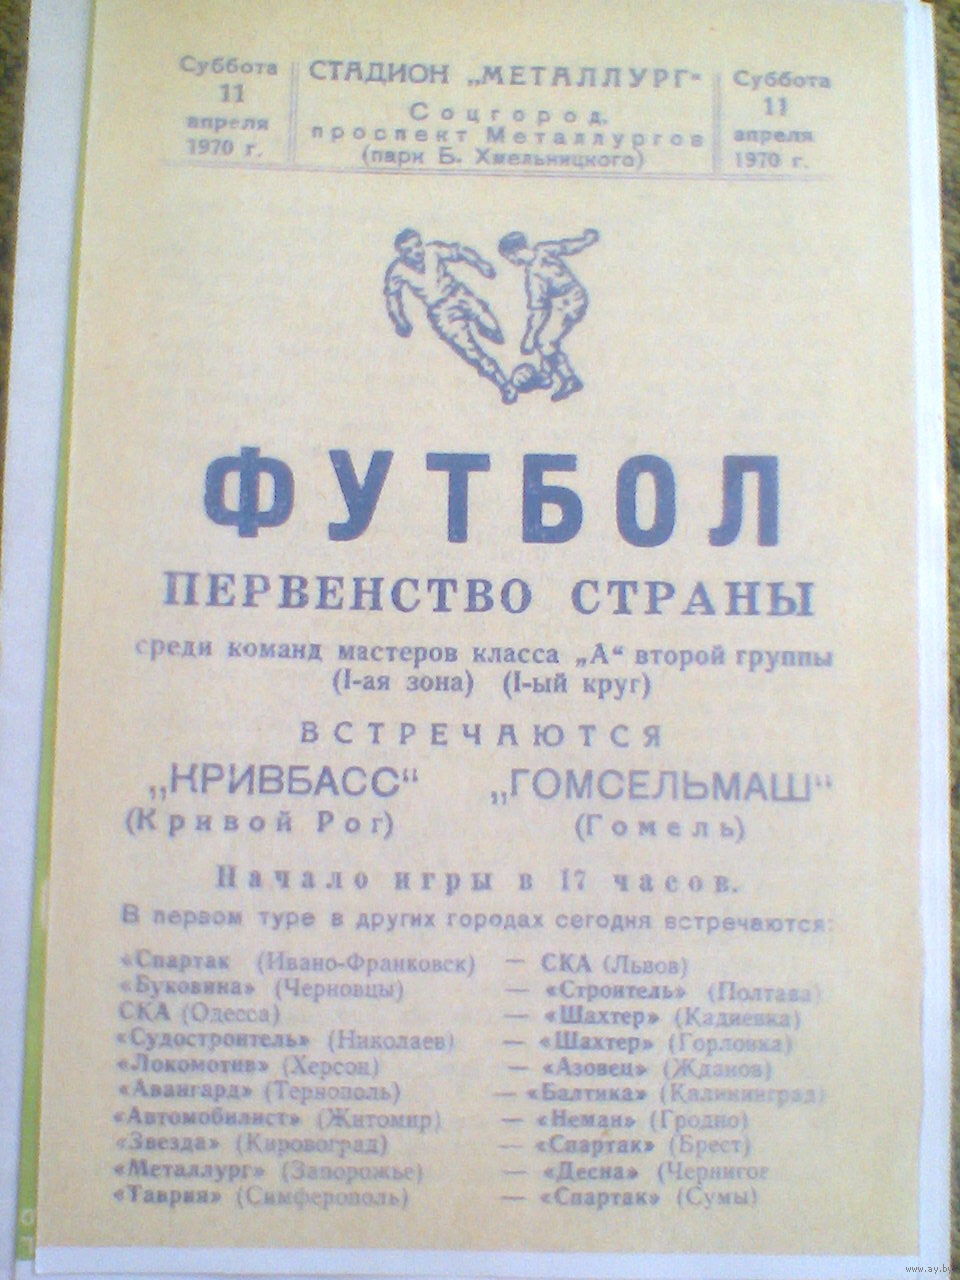 Суббота
11
апреля
1970 г.
СТАДИОН „МЕТАЛЛУРГ“
Соцгород,
проспект Металлургов
(парк Б. Хмельницкого)
Суббота
11
апреля
1970 г.
ФУТБОЛ
ПЕРВЕНСТВО СТРАНЫ
среди команд мастеров класса „А“ второй группы
(I-ая зона) (I-ый круг)
ВСТРЕЧАЮТСЯ
„КРИВБАСС“ „ГОМСЕЛЬМАШ“
(Кривой Рог) (Гомель)
Начало игры в 17 часов.
В первом туре в других городах сегодня встречаются:
«Спартак (Ивано-Франковск) — СКА (Львов)
«Буковина» (Черновцы) — «Строитель» (Полтава)
СКА (Одесса) — «Шахтер» (Кадиевка)
«Судостроитель» (Николаев) — «Шахтер» (Горловка)
«Локомотив» (Херсон) — «Азовец» (Жданов)
«Авангард» (Тернополь) — «Балтика» (Калининград)
«Автомобилист» (Житомир) — «Неман» (Гродно)
«Звезда» (Кировоград) — «Спартак» (Брест)
«Металлург» (Запорожье) — «Десна» (Чернигов
«Таврия» (Симферополь) — «Спартак» (Сумы)
www.ay.by